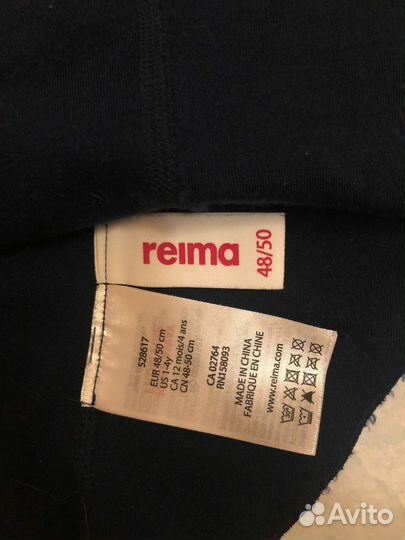 reima
48/50
528617
EUR 48/50 cm
US 1-4y
CA 12 mois/4 ans
CN 48-50 cm
CA 02764
RN158093
MADE IN CHINA
FABRIQUE EN CHINE
www.reima.com
Avito